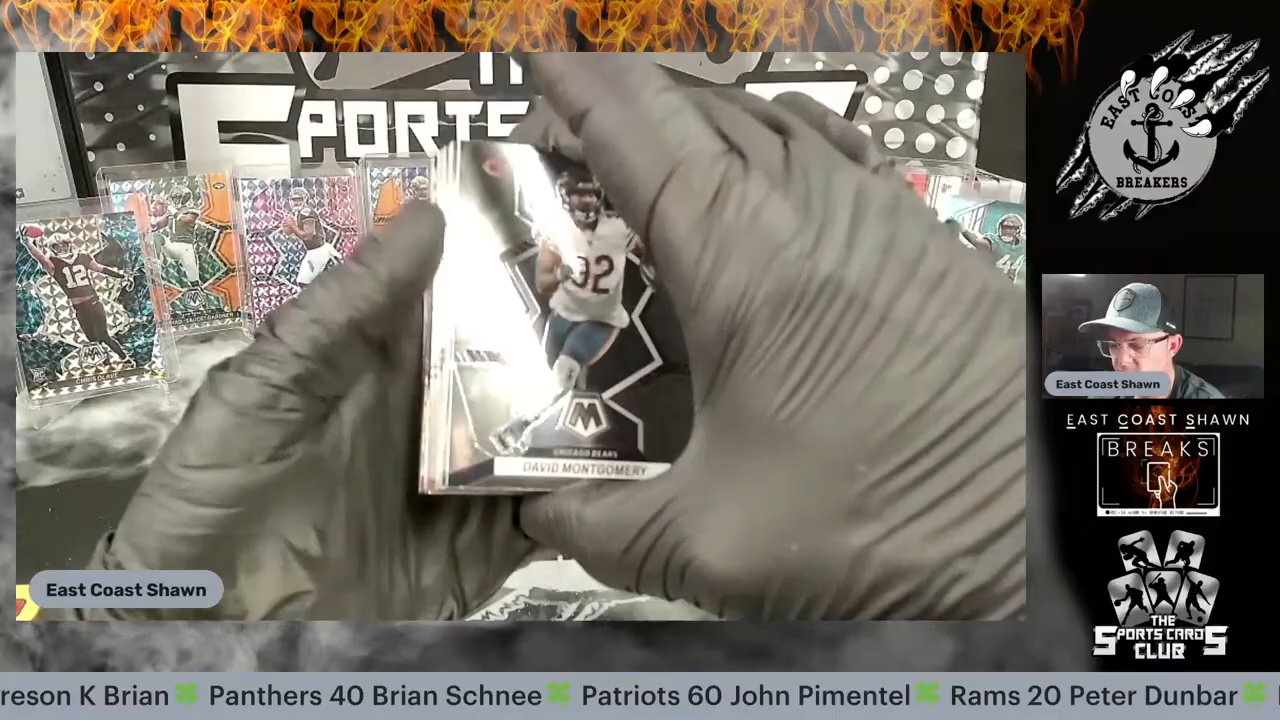 SPORTS
EAST COAST
BREAKERS
12
32
44
M
CHICAGO BEARS
DAVID MONTGOMERY
East Coast Shawn
East Coast Shawn
EAST COAST SHAWN
BREAKS
THE
SPORTS CARDS
CLUB
reson K Brian🍀 Panthers 40 Brian Schnee🍀 Patriots 60 John Pimentel🍀 Rams 20 Peter Dunbar🍀